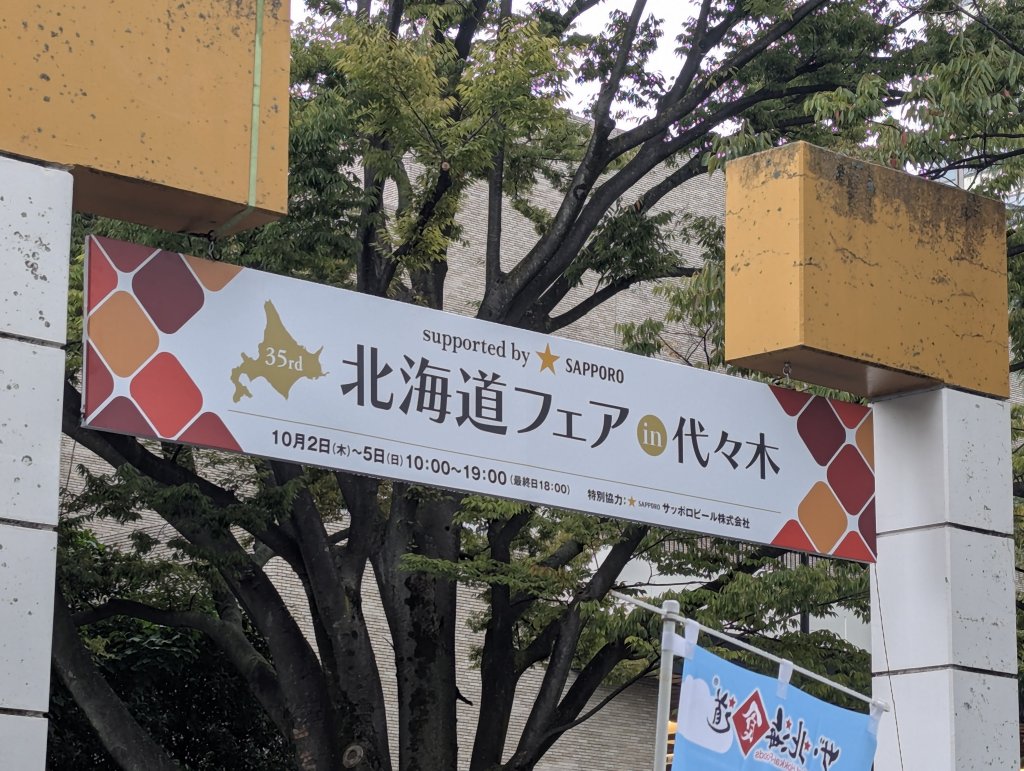 35rd
supported by SAPPORO
北海道フェア in 代々木
10月2日(木)～5日(日) 10:00～19:00 (最終日18:00)
特別協力: SAPPORO サッポロビール株式会社